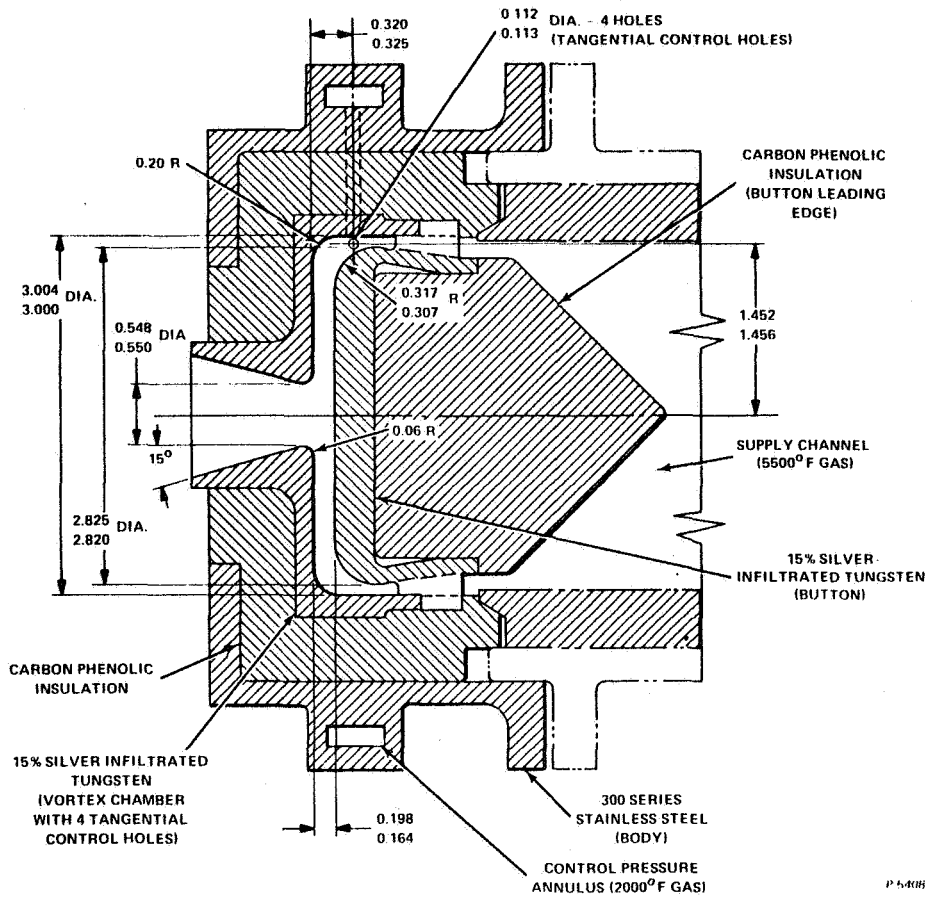 0.320
0.325
0.112
0.113
DIA. - 4 HOLES
(TANGENTIAL CONTROL HOLES)
0.20 R
CARBON PHENOLIC
INSULATION
(BUTTON LEADING
EDGE)
3.004
3.000
DIA.
0.548
0.550
DIA
0.317
0.307
R
1.452
1.456
0.06 R
15°
SUPPLY CHANNEL
(5500°F GAS)
2.825
2.820
DIA.
15% SILVER-
INFILTRATED TUNGSTEN
(BUTTON)
CARBON PHENOLIC
INSULATION
15% SILVER INFILTRATED
TUNGSTEN
(VORTEX CHAMBER
WITH 4 TANGENTIAL
CONTROL HOLES)
0.198
0.164
300 SERIES
STAINLESS STEEL
(BODY)
CONTROL PRESSURE
ANNULUS (2000°F GAS)
P 5408